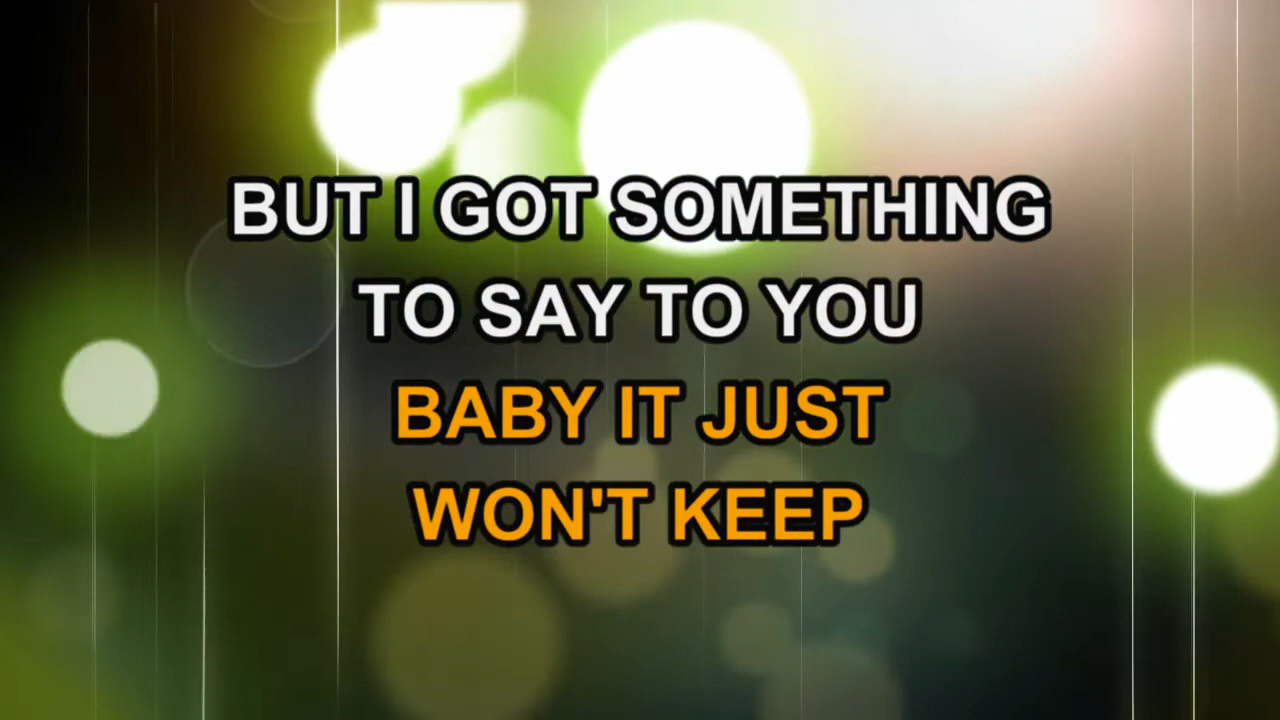 BUT I GOT SOMETHING
TO SAY TO YOU
BABY IT JUST
WON'T KEEP